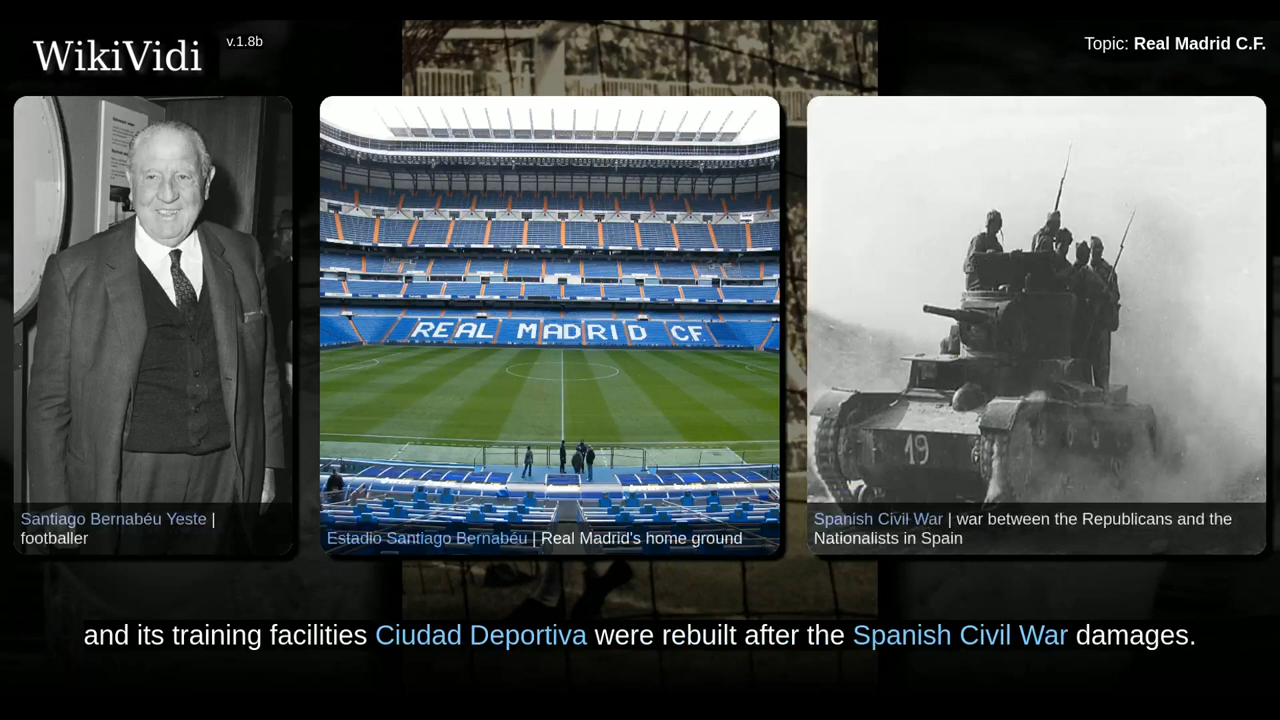 WikiVidi
v.1.8b
Topic: Real Madrid C.F.
Santiago Bernabéu Yeste |
footballer
REAL MADRID CF.
Estadio Santiago Bernabéu | Real Madrid's home ground
19
Spanish Civil War | war between the Republicans and the
Nationalists in Spain
and its training facilities Ciudad Deportiva were rebuilt after the Spanish Civil War damages.